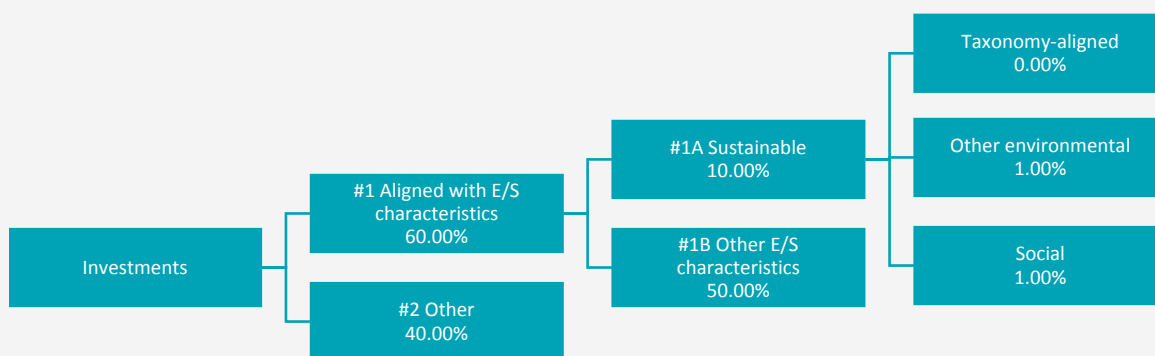 Investments
#1 Aligned with E/S
characteristics
60.00%
#2 Other
40.00%
#1A Sustainable
10.00%
#1B Other E/S
characteristics
50.00%
Taxonomy-aligned
0.00%
Other environmental
1.00%
Social
1.00%